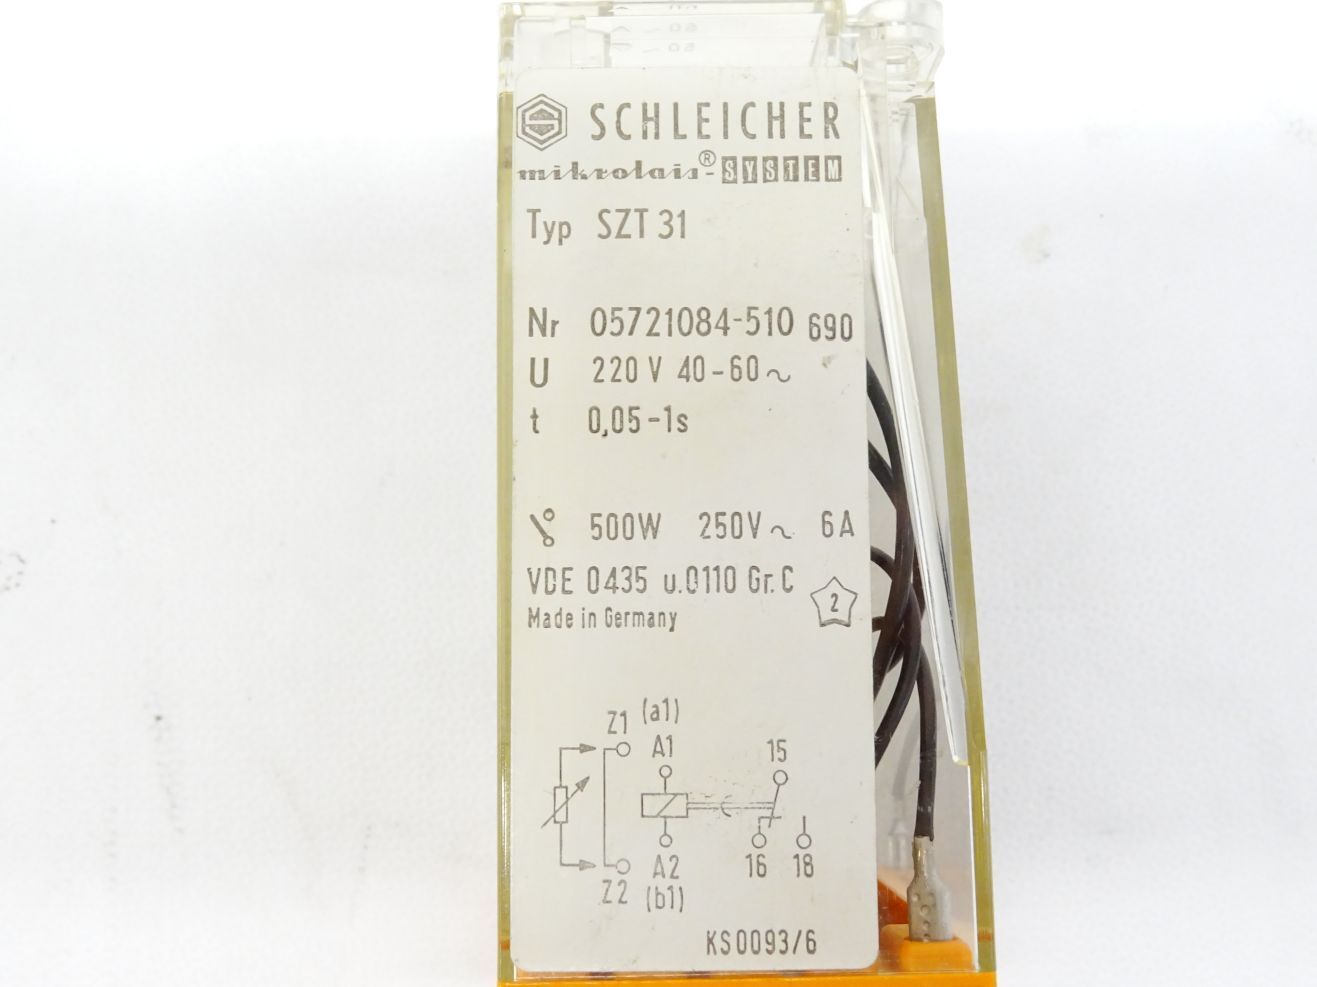 SCHLEICHER
mikrolais®-SYSTEM
Typ SZT 31
Nr 05721084-510 690
U 220 V 40-60~
t 0,05-1s
500W 250V~ 6A
VDE 0435 u.0110 Gr.C
2
Made in Germany
Z1 (a1)
A1 15
A2 16 18
Z2 (b1)
KS0093/6